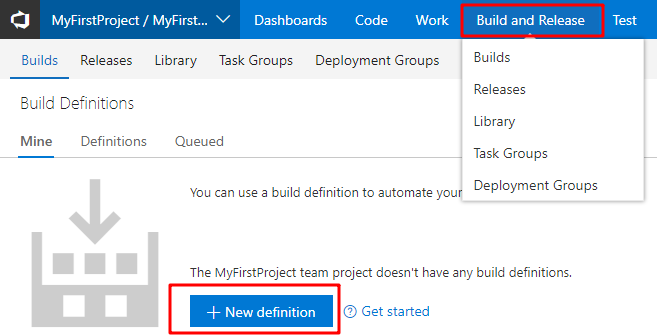 MyFirstProject / MyFirst... Dashboards Code Work Build and Release Test
Builds Releases Library Task Groups Deployment Groups
Builds
Releases
Library
Task Groups
Deployment Groups
Build Definitions
Mine Definitions Queued
You can use a build definition to automate your
The MyFirstProject team project doesn't have any build definitions.
+ New definition ? Get started